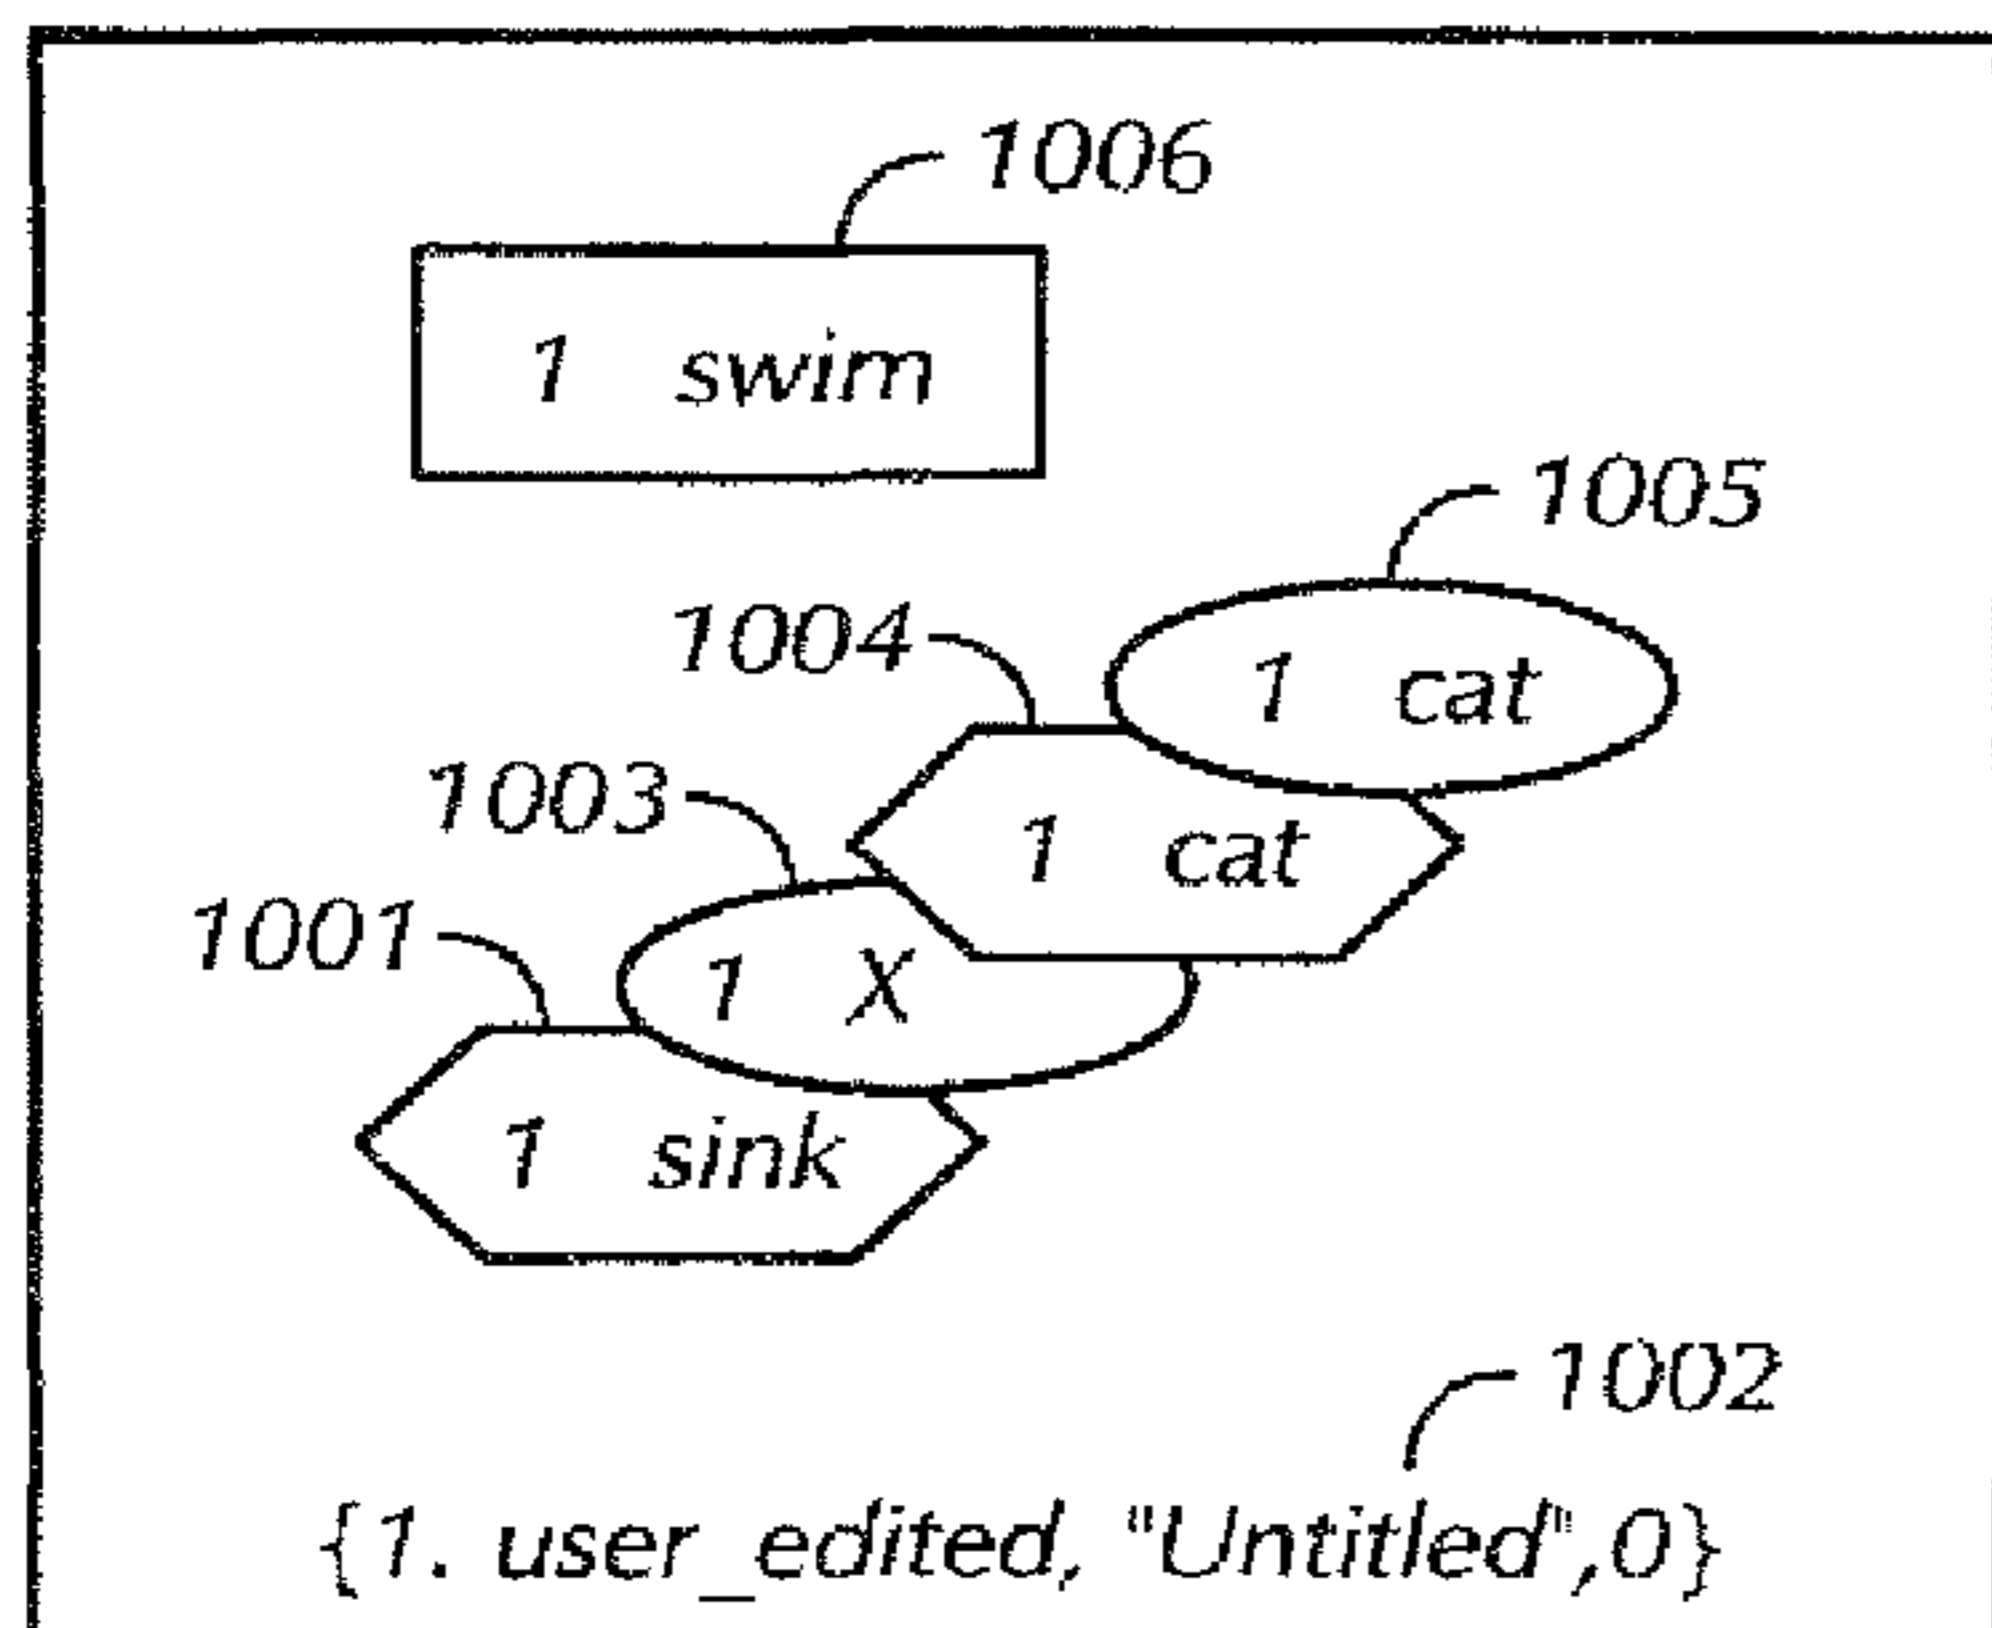 1006
1 swim
1005
1004
1 cat
1003
1 cat
1001
1 X
1 sink
1002
{1. user_edited, "Untitled",0}